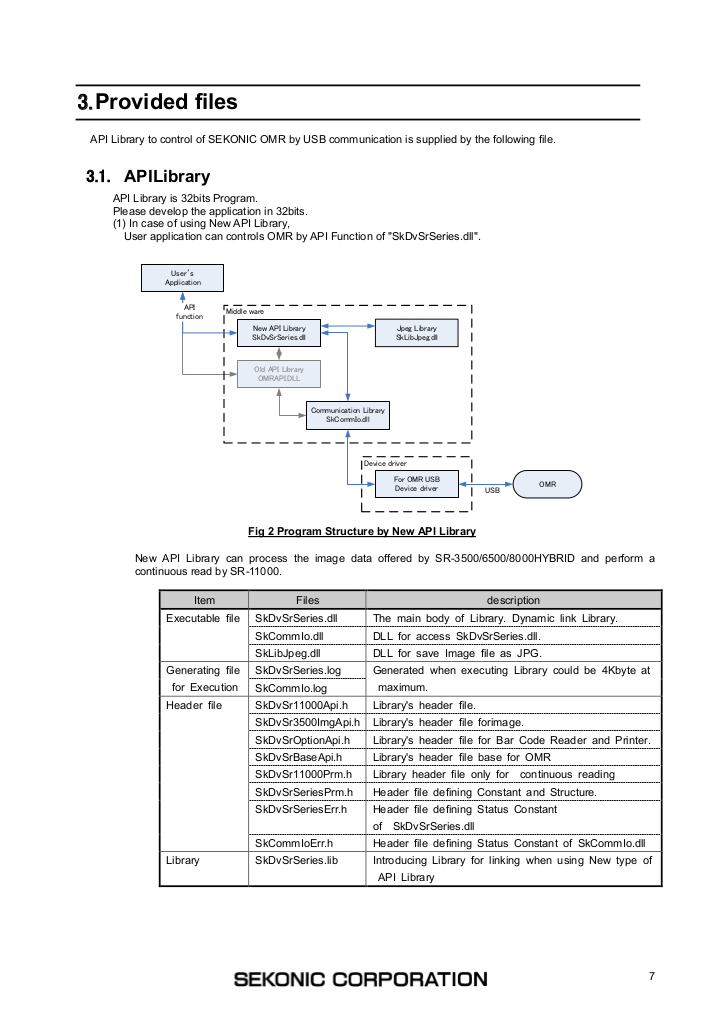 3.Provided files
API Library to control of SEKONIC OMR by USB communication is supplied by the following file.
3.1. APILibrary
API Library is 32bits Program.
Please develop the application in 32bits.
(1) In case of using New API Library,
User application can controls OMR by API Function of "SkDvSrSeries.dll".
User's
Application
API
function
Middle ware
New API Library
SkDvSrSeries.dll
Jpeg Library
SkLibJpeg.dll
Old API Library
OMRAPI.DLL
Communication Library
SkCommIo.dll
Device driver
For OMR USB
Device driver
USB
OMR
Fig 2 Program Structure by New API Library
New API Library can process the image data offered by SR-3500/6500/8000HYBRID and perform a
continuous read by SR-11000.
Item Files description
Executable file SkDvSrSeries.dll The main body of Library. Dynamic link Library.
SkCommIo.dll DLL for access SkDvSrSeries.dll.
SkLibJpeg.dll DLL for save Image file as JPG.
Generating file SkDvSrSeries.log Generated when executing Library could be 4Kbyte at
for Execution SkCommIo.log maximum.
Header file SkDvSr11000Api.h Library's header file.
SkDvSr3500ImgApi.h Library's header file forimage.
SkDvSrOptionApi.h Library's header file for Bar Code Reader and Printer.
SkDvSrBaseApi.h Library's header file base for OMR
SkDvSr11000Prm.h Library header file only for continuous reading
SkDvSrSeriesPrm.h Header file defining Constant and Structure.
SkDvSrSeriesErr.h Header file defining Status Constant
of SkDvSrSeries.dll
SkCommIoErr.h Header file defining Status Constant of SkCommIo.dll
Library SkDvSrSeries.lib Introducing Library for linking when using New type of
API Library
SEKONIC CORPORATION
7